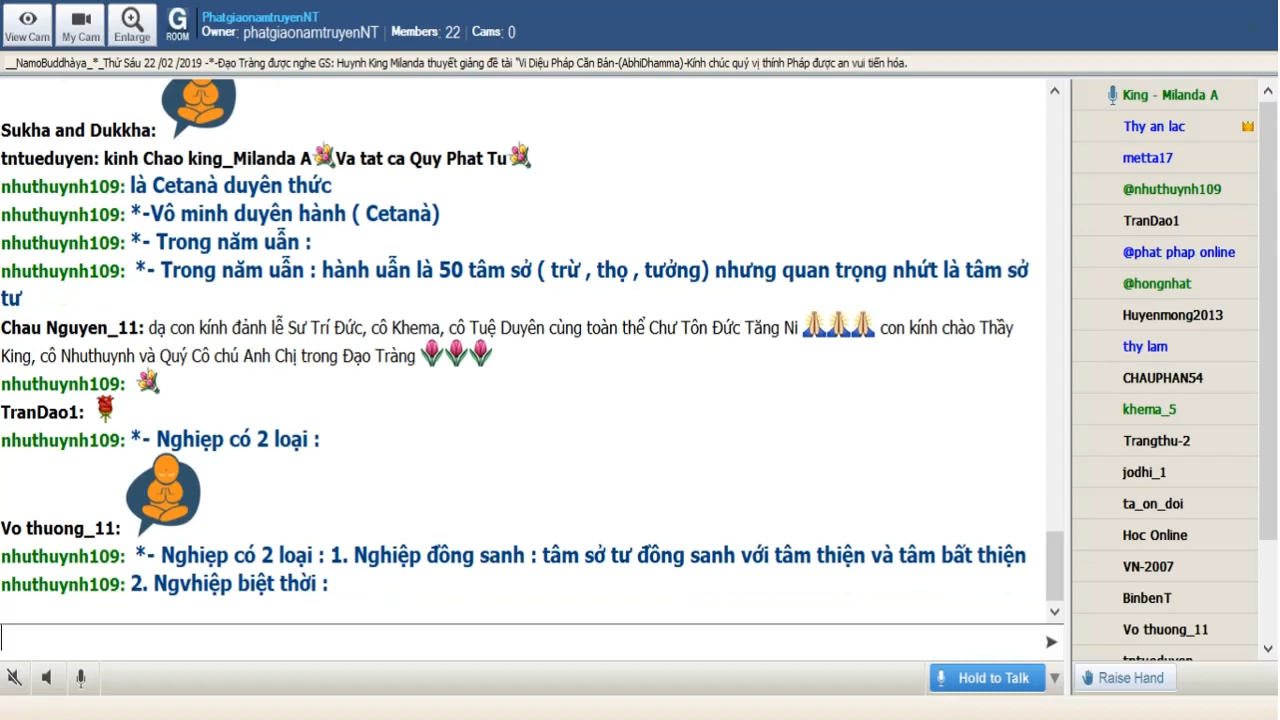 View Cam
My Cam
Enlarge
G
ROOM
PhatgiaonamtruyenNT
Owner: phatgiaonamtruyenNT | Members: 22 | Cams: 0
__NamoBuddhàya_*_Thứ Sáu 22 /02 /2019 -*-Đạo Tràng được nghe GS: Huynh King Milanda thuyết giảng đề tài "Vi Diệu Pháp Căn Bản-(AbhiDhamma)-Kính chúc quý vị thính Pháp được an vui tiến hóa.
Sukha and Dukkha:
tntueduyen: kinh Chao king_Milanda A Va tat ca Quy Phat Tu
nhuthuynh109: là Cetanà duyên thức
nhuthuynh109: *-Vô minh duyên hành ( Cetanà)
nhuthuynh109: *- Trong năm uẫn :
nhuthuynh109: *- Trong năm uẫn : hành uẫn là 50 tâm sở ( trừ , thọ , tưởng) nhưng quan trọng nhứt là tâm sở
tư
Chau Nguyen_11: dạ con kính đảnh lễ Sư Trí Đức, cô Khema, cô Tuệ Duyên cùng toàn thể Chư Tôn Đức Tăng Ni con kính chào Thầy
King, cô Nhuthuynh và Quý Cô chú Anh Chị trong Đạo Tràng
nhuthuynh109:
TranDao1:
nhuthuynh109: *- Nghiẹp có 2 loại :
Vo thuong_11:
nhuthuynh109: *- Nghiẹp có 2 loại : 1. Nghiệp đồng sanh : tâm sở tư đồng sanh với tâm thiện và tâm bất thiện
nhuthuynh109: 2. Ngvhiệp biệt thời :
King - Milanda A
Thy an lac
metta17
@nhuthuynh109
TranDao1
@phat phap online
@hongnhat
Huyenmong2013
thy lam
CHAUPHAN54
khema_5
Trangthu-2
jodhi_1
ta_on_doi
Hoc Online
VN-2007
BinbenT
Vo thuong_11
tntueduyen
Hold to Talk
Raise Hand